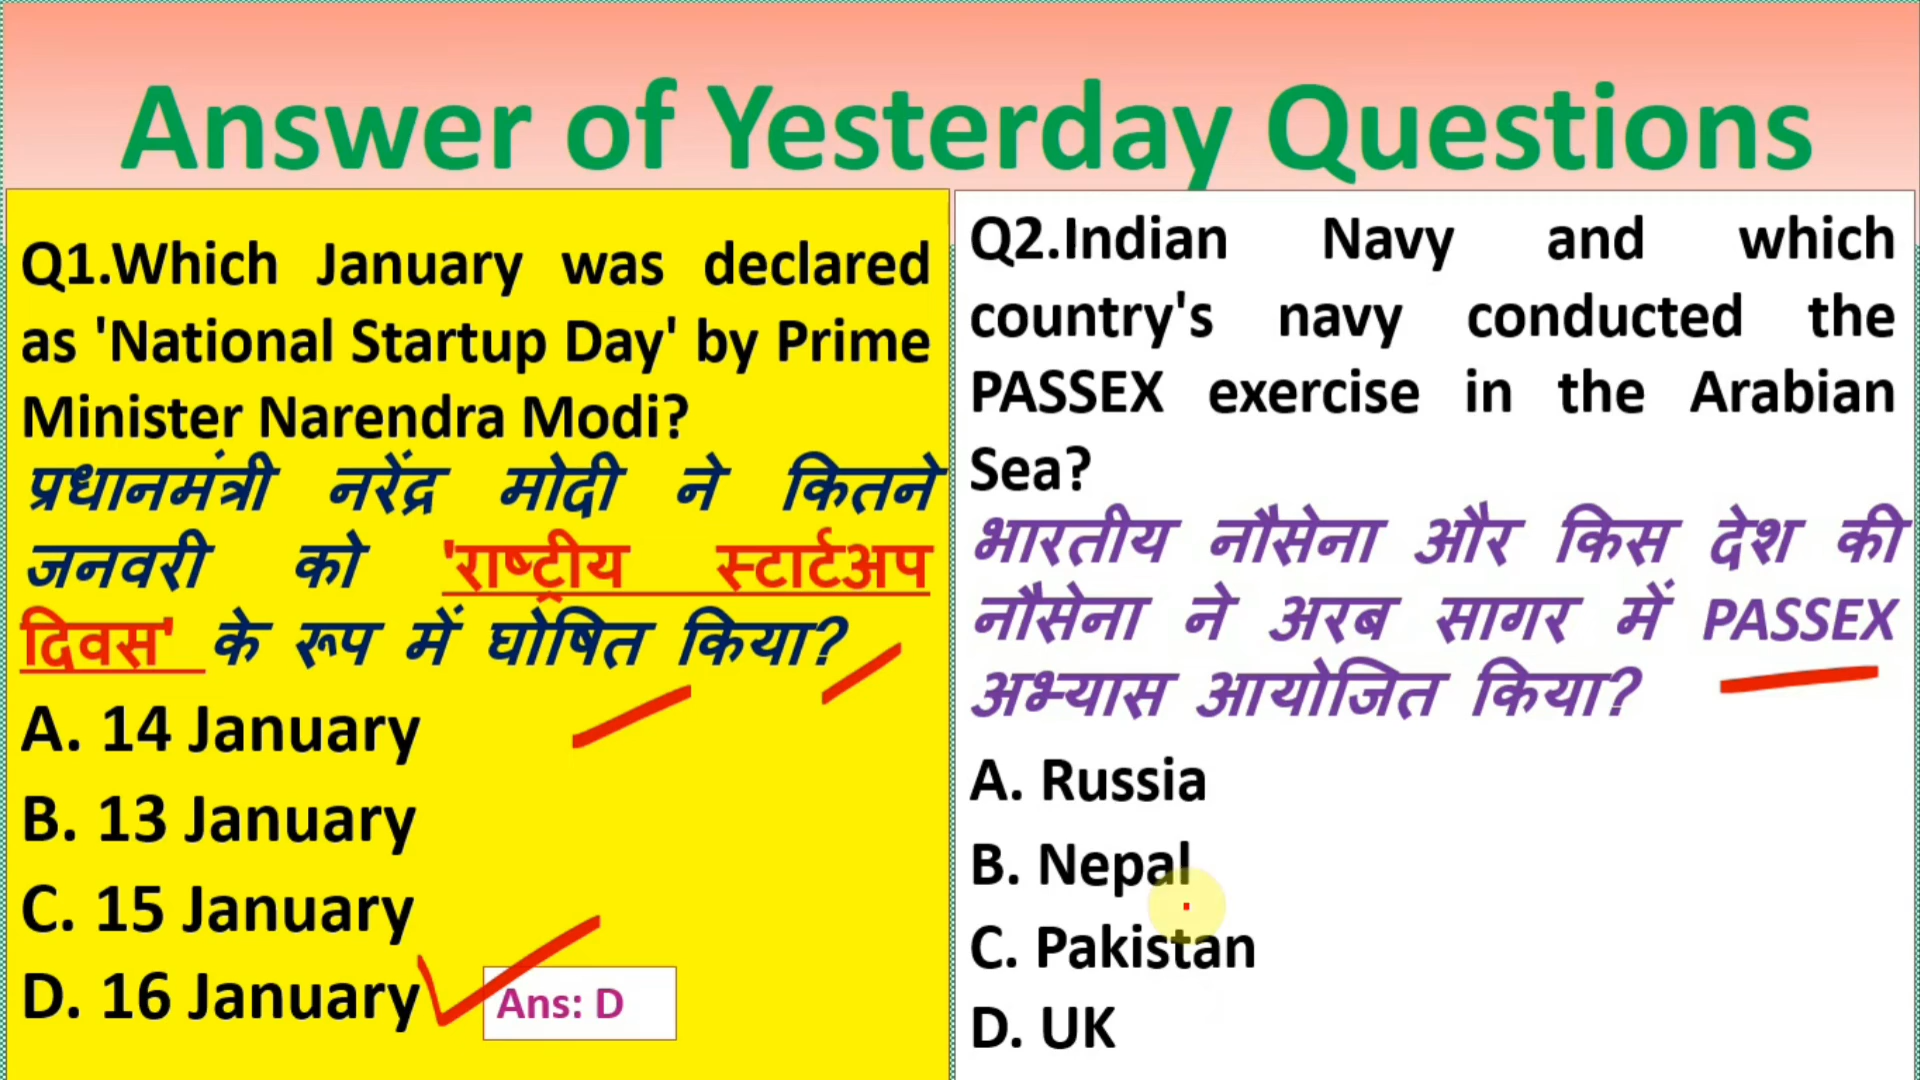 Answer of Yesterday Questions
Q1.Which January was declared
as 'National Startup Day' by Prime
Minister Narendra Modi?
प्रधानमंत्री नरेंद्र मोदी ने कितने
जनवरी को 'राष्ट्रीय स्टार्टअप
दिवस' के रूप में घोषित किया?
A. 14 January
B. 13 January
C. 15 January
D. 16 January
Ans: D
Q2.Indian Navy and which
country's navy conducted the
PASSEX exercise in the Arabian
Sea?
भारतीय नौसेना और किस देश की
नौसेना ने अरब सागर में PASSEX
अभ्यास आयोजित किया?
A. Russia
B. Nepal
C. Pakistan
D. UK